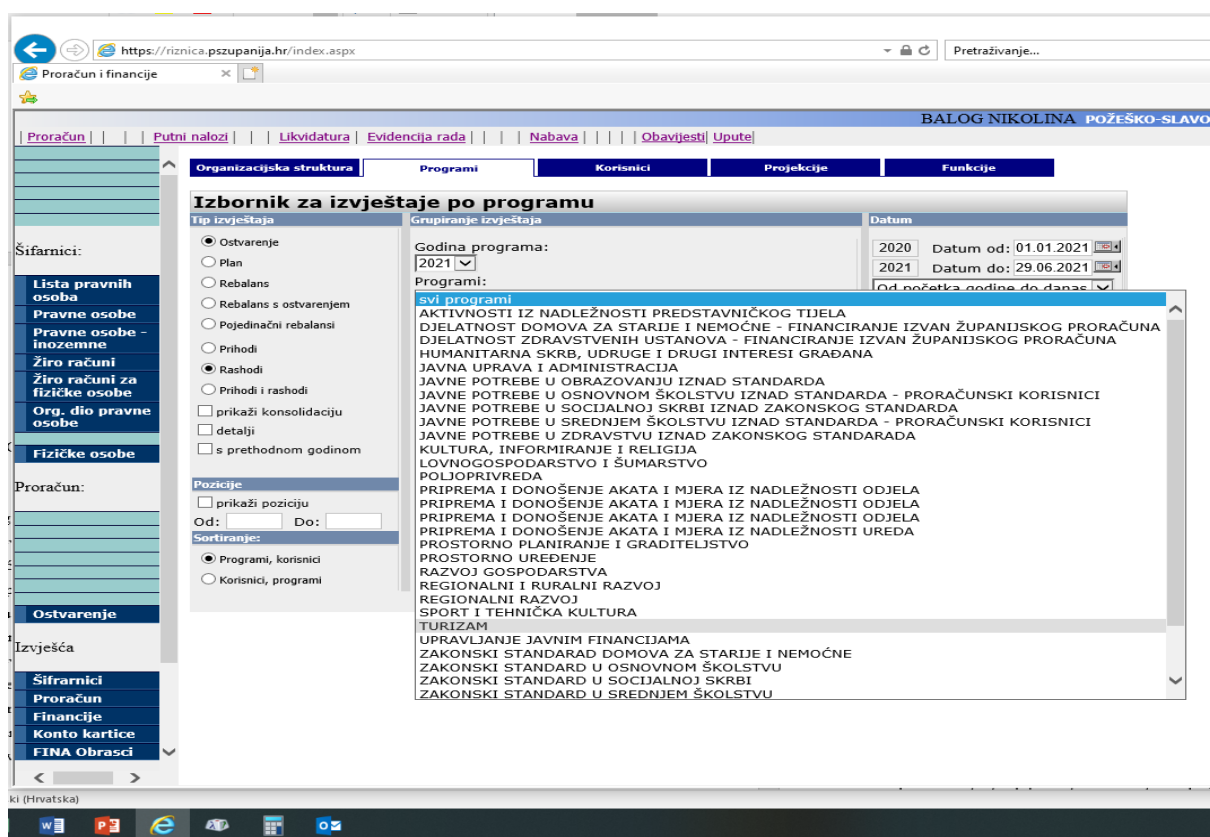 https://riznica.pszupanija.hr/index.aspx
Pretraživanje...
Proračun i financije
BALOG NIKOLINA POŽEŠKO-SLAVO
| Proračun | | | | Putni nalozi | | | Likvidatura | Evidencija rada | | | | Nabava | | | | | Obavijesti| Upute|
Organizacijska struktura Programi Korisnici Projekcije Funkcije
Izbornik za izvještaje po programu
Tip izvještaja Grupiranje izvještaja Datum
Šifarnici:
Lista pravnih
osoba
Pravne osobe
Pravne osobe -
inozemne
Žiro računi
Žiro računi za
fizičke osobe
Org. dio pravne
osobe
Fizičke osobe
Proračun:
Ostvarenje
Izvješća
Šifrarnici
Proračun
Financije
Konto kartice
FINA Obrasci
Ostvarenje
Plan
Rebalans
Rebalans s ostvarenjem
Pojedinačni rebalansi
Prihodi
Rashodi
Prihodi i rashodi
prikaži konsolidaciju
detalji
s prethodnom godinom
Pozicije
prikaži poziciju
Od: Do:
Sortiranje:
Programi, korisnici
Korisnici, programi
Godina programa:
2021
Programi:
2020 Datum od: 01.01.2021
2021 Datum do: 29.06.2021
Od početka godine do danas
svi programi
AKTIVNOSTI IZ NADLEŽNOSTI PREDSTAVNIČKOG TIJELA
DJELATNOST DOMOVA ZA STARIJE I NEMOĆNE - FINANCIRANJE IZVAN ŽUPANIJSKOG PRORAČUNA
DJELATNOST ZDRAVSTVENIH USTANOVA - FINANCIRANJE IZVAN ŽUPANIJSKOG PRORAČUNA
HUMANITARNA SKRB, UDRUGE I DRUGI INTERESI GRAĐANA
JAVNA UPRAVA I ADMINISTRACIJA
JAVNE POTREBE U OBRAZOVANJU IZNAD STANDARDA
JAVNE POTREBE U OSNOVNOM ŠKOLSTVU IZNAD STANDARDA - PRORAČUNSKI KORISNICI
JAVNE POTREBE U SOCIJALNOJ SKRBI IZNAD ZAKONSKOG STANDARDA
JAVNE POTREBE U SREDNJEM ŠKOLSTVU IZNAD STANDARDA - PRORAČUNSKI KORISNICI
JAVNE POTREBE U ZDRAVSTVU IZNAD ZAKONSKOG STANDARADA
KULTURA, INFORMIRANJE I RELIGIJA
LOVNOGOSPODARSTVO I ŠUMARSTVO
POLJOPRIVREDA
PRIPREMA I DONOŠENJE AKATA I MJERA IZ NADLEŽNOSTI ODJELA
PRIPREMA I DONOŠENJE AKATA I MJERA IZ NADLEŽNOSTI ODJELA
PRIPREMA I DONOŠENJE AKATA I MJERA IZ NADLEŽNOSTI ODJELA
PRIPREMA I DONOŠENJE AKATA I MJERA IZ NADLEŽNOSTI UREDA
PROSTORNO PLANIRANJE I GRADITELJSTVO
PROSTORNO UREĐENJE
RAZVOJ GOSPODARSTVA
REGIONALNI I RURALNI RAZVOJ
REGIONALNI RAZVOJ
SPORT I TEHNIČKA KULTURA
TURIZAM
UPRAVLJANJE JAVNIM FINANCIJAMA
ZAKONSKI STANDARAD DOMOVA ZA STARIJE I NEMOĆNE
ZAKONSKI STANDARD U OSNOVNOM ŠKOLSTVU
ZAKONSKI STANDARD U SOCIJALNOJ SKRBI
ZAKONSKI STANDARD U SREDNJEM ŠKOLSTVU
ki (Hrvatska)